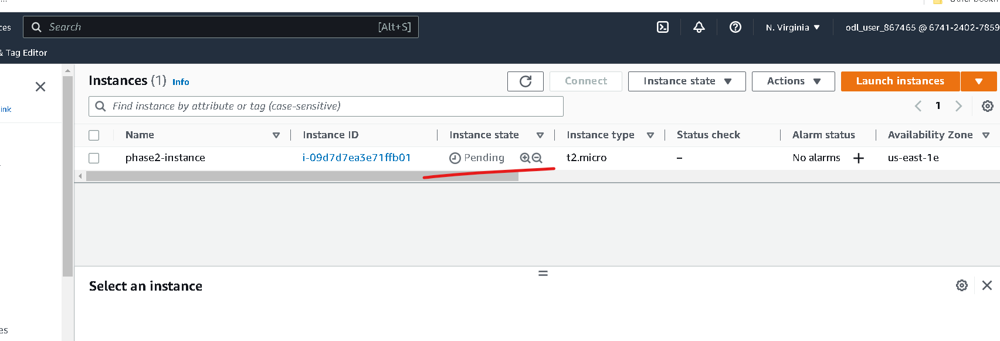 ces Search [Alt+S] N. Virginia odl_user_867465 @ 6741-2402-7859
& Tag Editor
Instances (1) Info Connect Instance state Actions Launch instances
Find instance by attribute or tag (case-sensitive) 1
ink
Name Instance ID Instance state Instance type Status check Alarm status Availability Zone
phase2-instance i-09d7d7ea3e71ffb01 Pending t2.micro – No alarms + us-east-1e
Select an instance
es